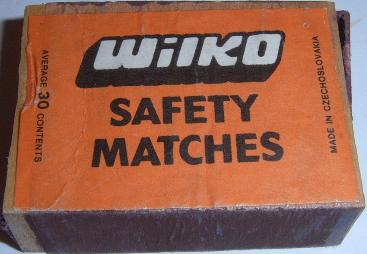 WilKO
SAFETY
MATCHES
AVERAGE 30 CONTENTS
MADE IN CZECHOSLOVAKIA